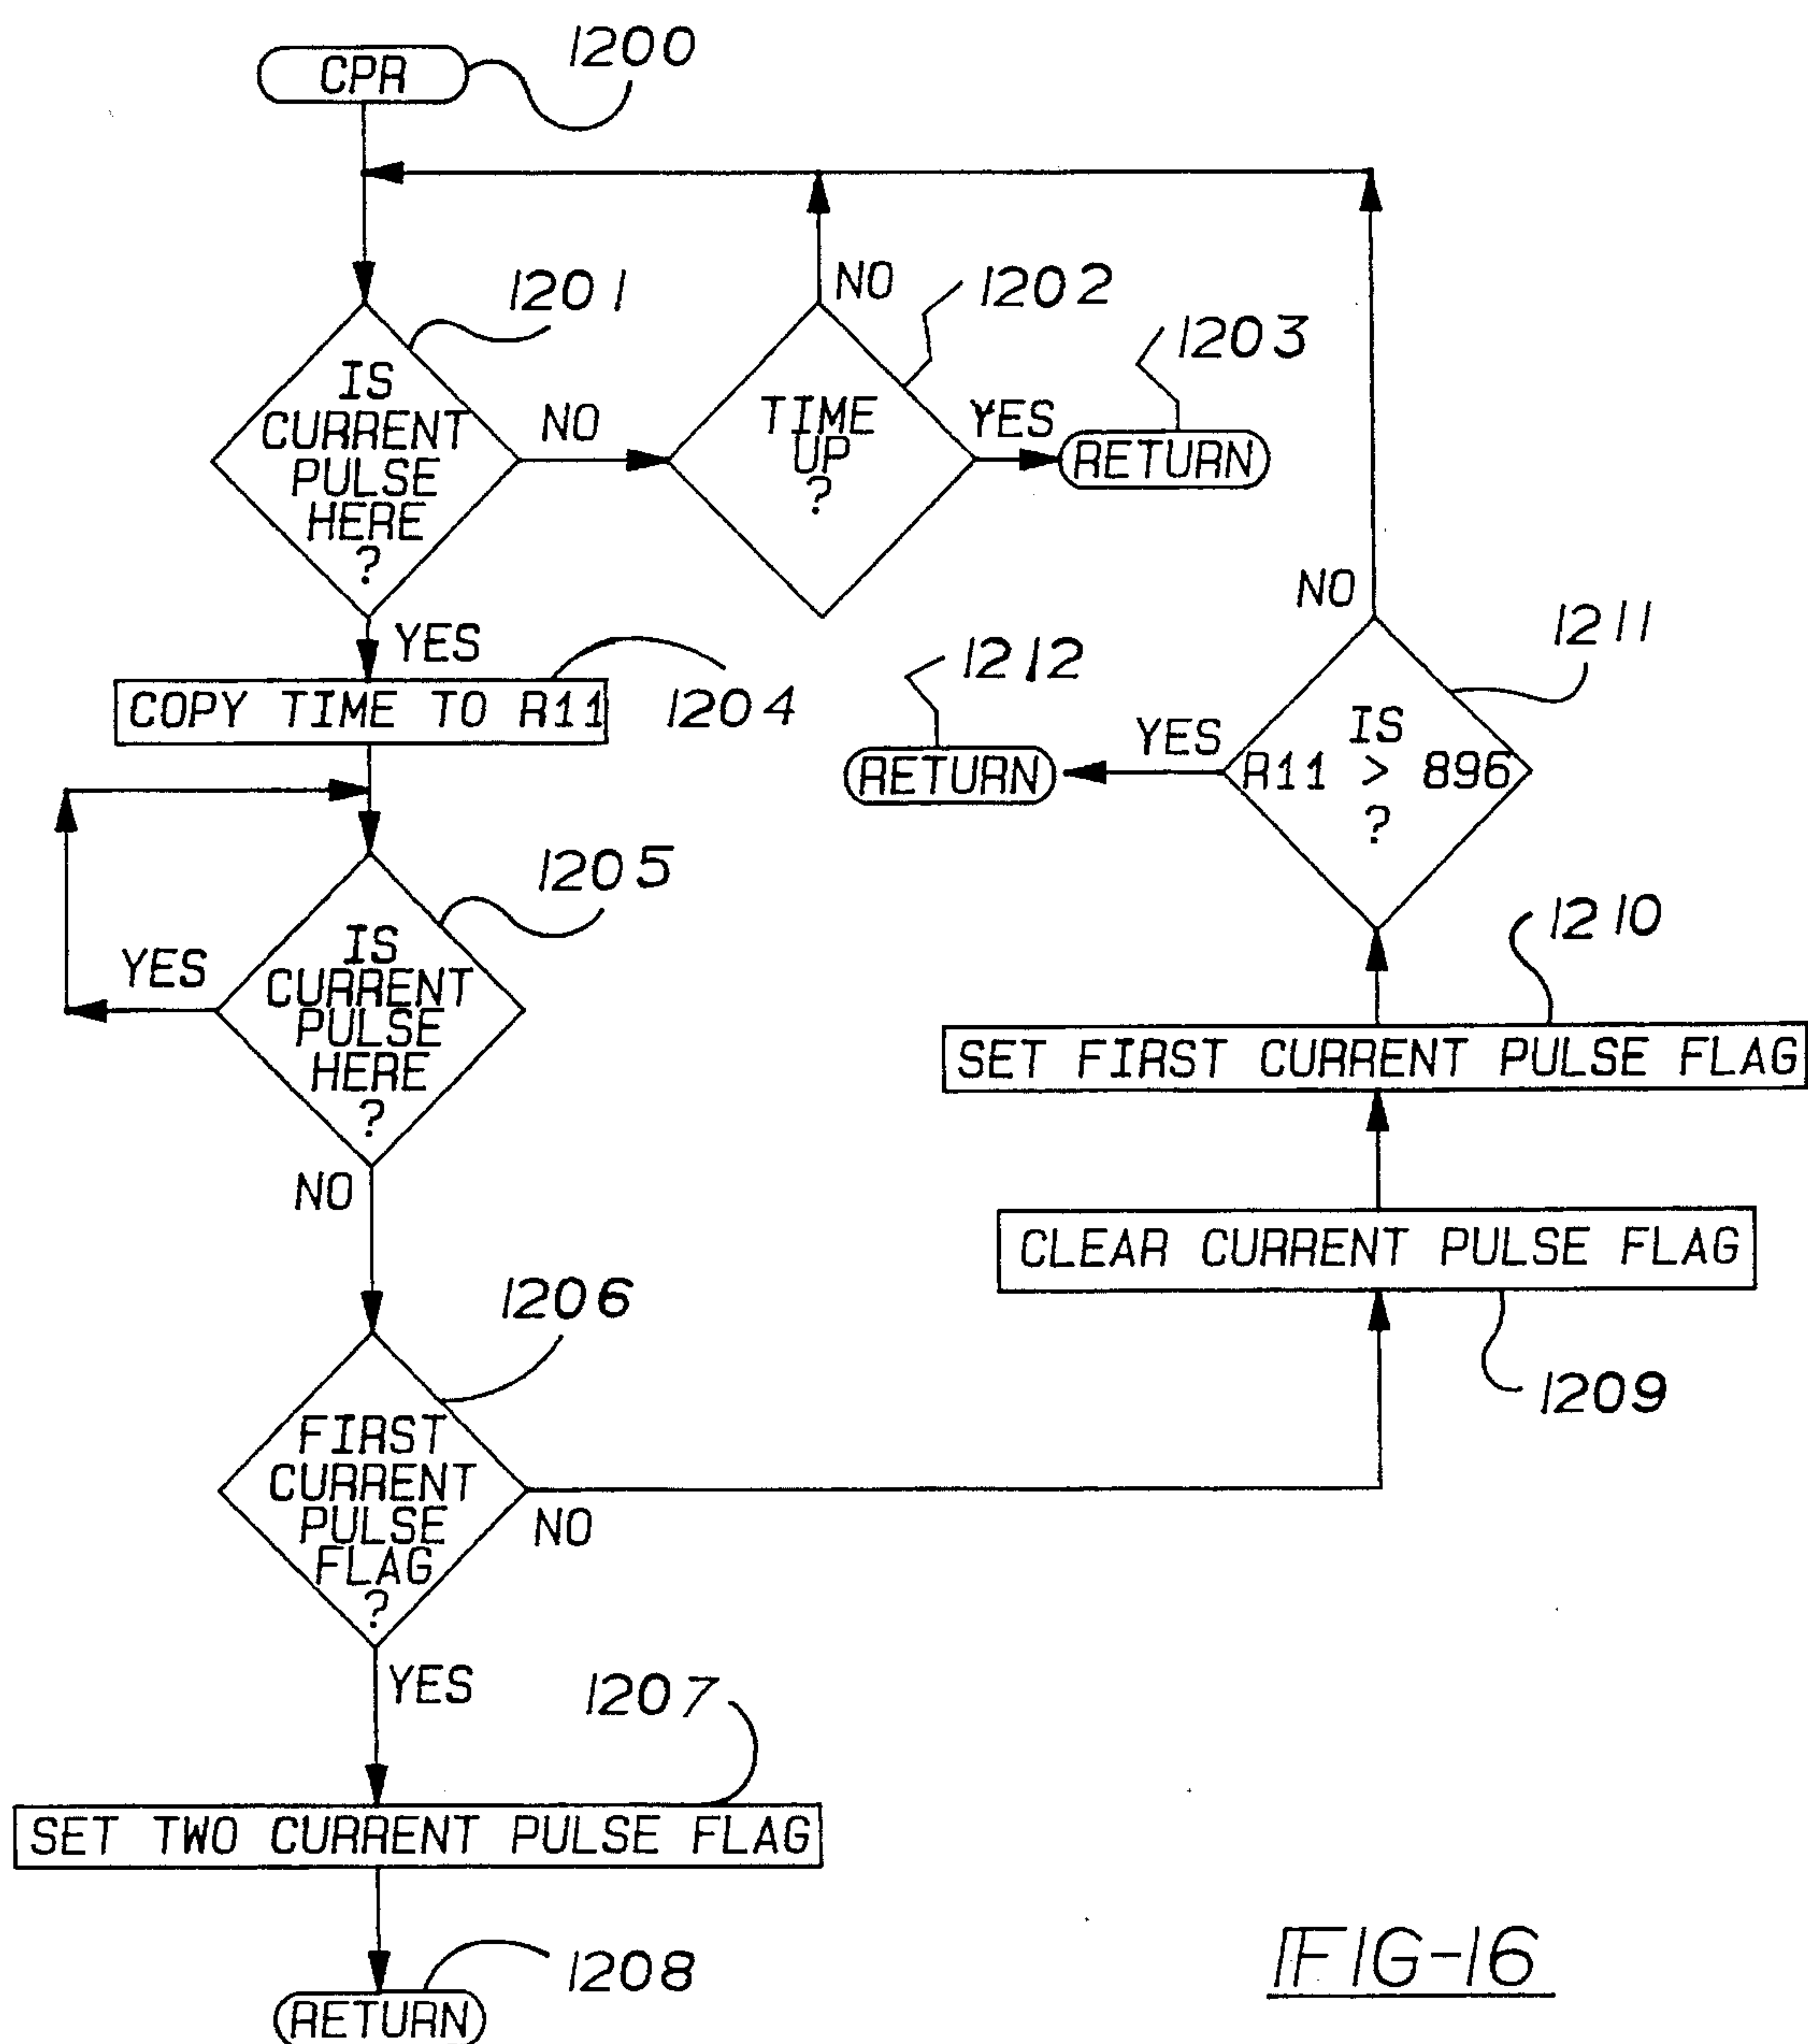 1200
CPR
1201
IS
CURRENT
PULSE
HERE
?
NO
YES
1202
NO
TIME
UP
?
YES
1203
RETURN
1204
COPY TIME TO R11
1205
IS
CURRENT
PULSE
HERE
?
YES
NO
1206
FIRST
CURRENT
PULSE
FLAG
?
NO
YES
1207
SET TWO CURRENT PULSE FLAG
1208
RETURN
1209
CLEAR CURRENT PULSE FLAG
1210
SET FIRST CURRENT PULSE FLAG
1211
IS
R11 > 896
?
NO
YES
1212
RETURN
FIG-16